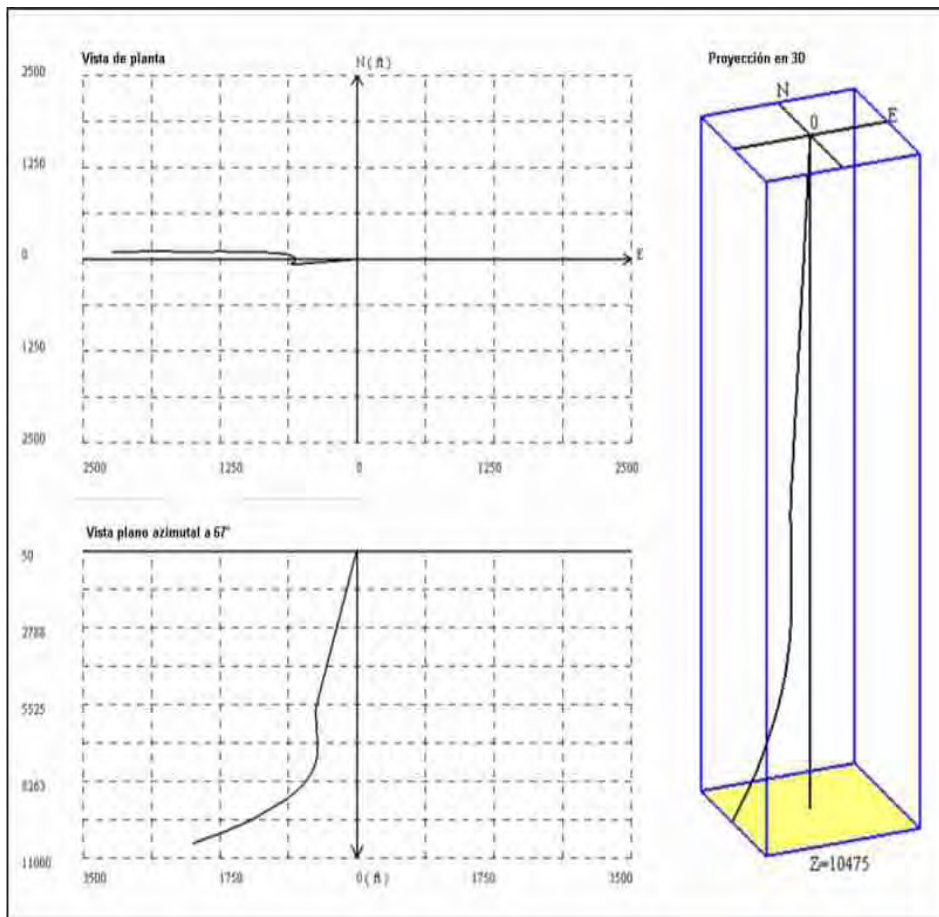 Vista de planta
N ( ft )
2500
1250
0
E
1250
2500
2500
1250
0
1250
2500
Vista plano azimutal a 67°
50
2788
5525
8263
11000
3500
1750
0 ( ft )
1750
3500
Proyección en 3D
N
0
E
Z=10475